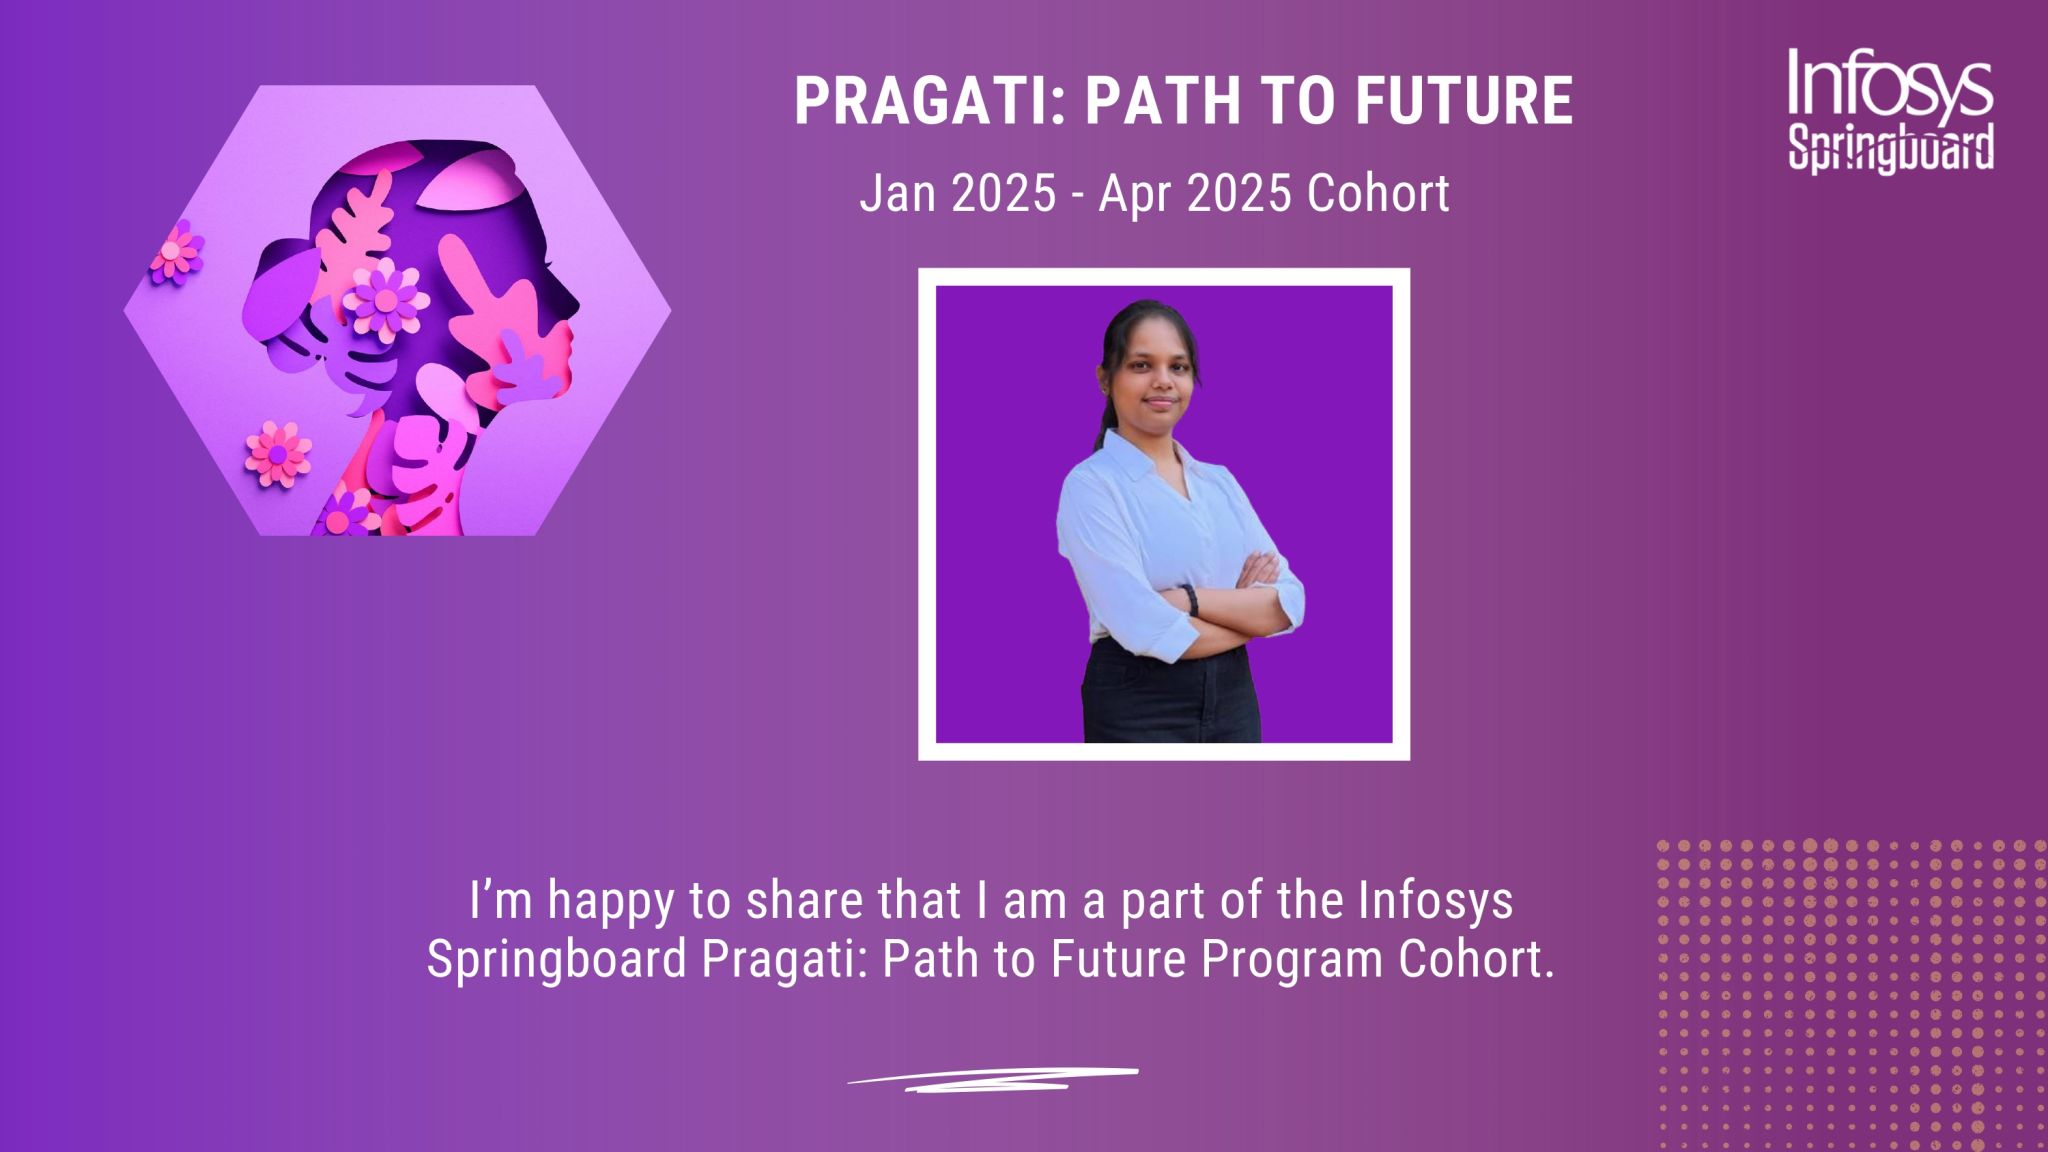 PRAGATI: PATH TO FUTURE
Jan 2025 - Apr 2025 Cohort
Infosys
Springboard
I’m happy to share that I am a part of the Infosys
Springboard Pragati: Path to Future Program Cohort.